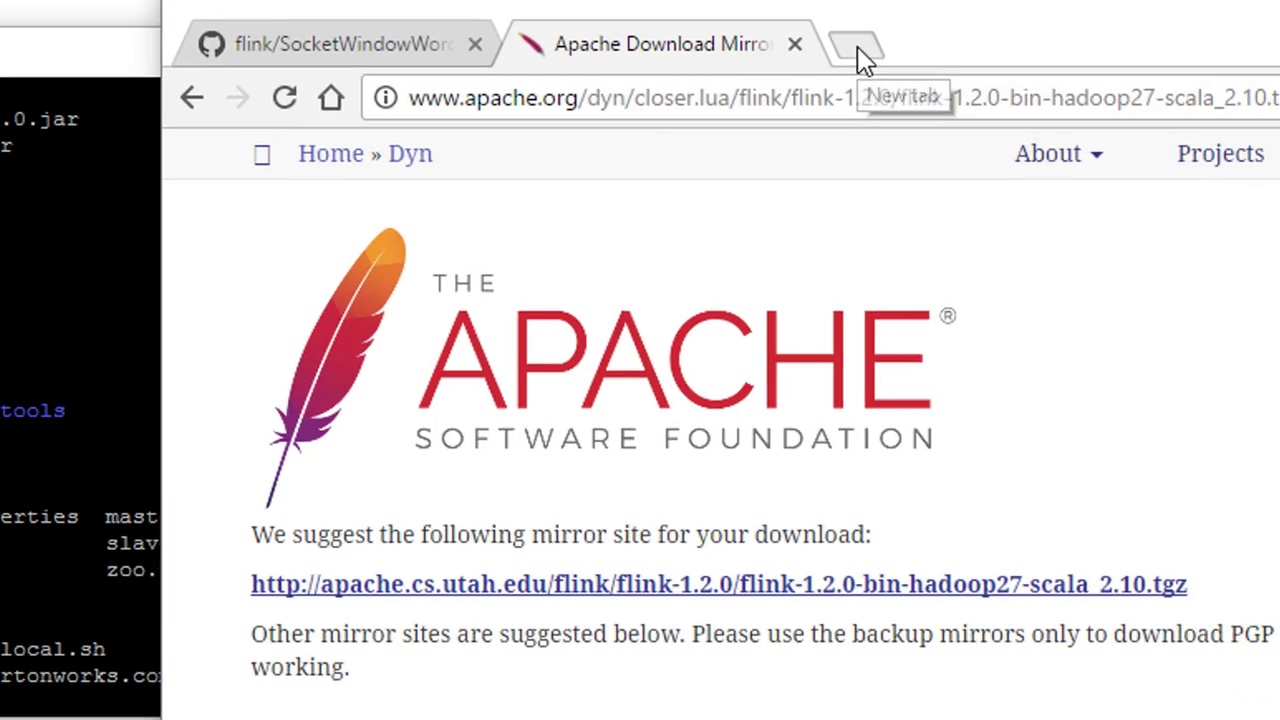 flink/SocketWindowWord
Apache Download Mirro
www.apache.org/dyn/closer.lua/flink/flink-1.2.0/flink-1.2.0-bin-hadoop27-scala_2.10.t
New tab
Home » Dyn
About
Projects
THE
APACHE®
SOFTWARE FOUNDATION
We suggest the following mirror site for your download:
http://apache.cs.utah.edu/flink/flink-1.2.0/flink-1.2.0-bin-hadoop27-scala_2.10.tgz
Other mirror sites are suggested below. Please use the backup mirrors only to download PGP
working.
.0.jar
r
tools
erties mast
slav
zoo.
local.sh
rtonworks.co